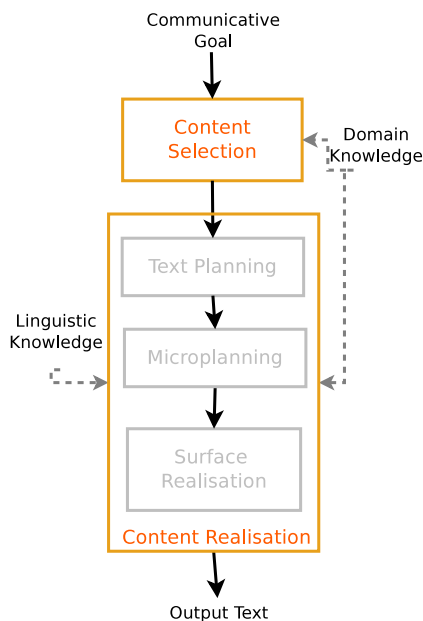 Communicative
Goal
Content
Selection
Domain
Knowledge
Text Planning
Linguistic
Knowledge
Microplanning
Surface
Realisation
Content Realisation
Output Text